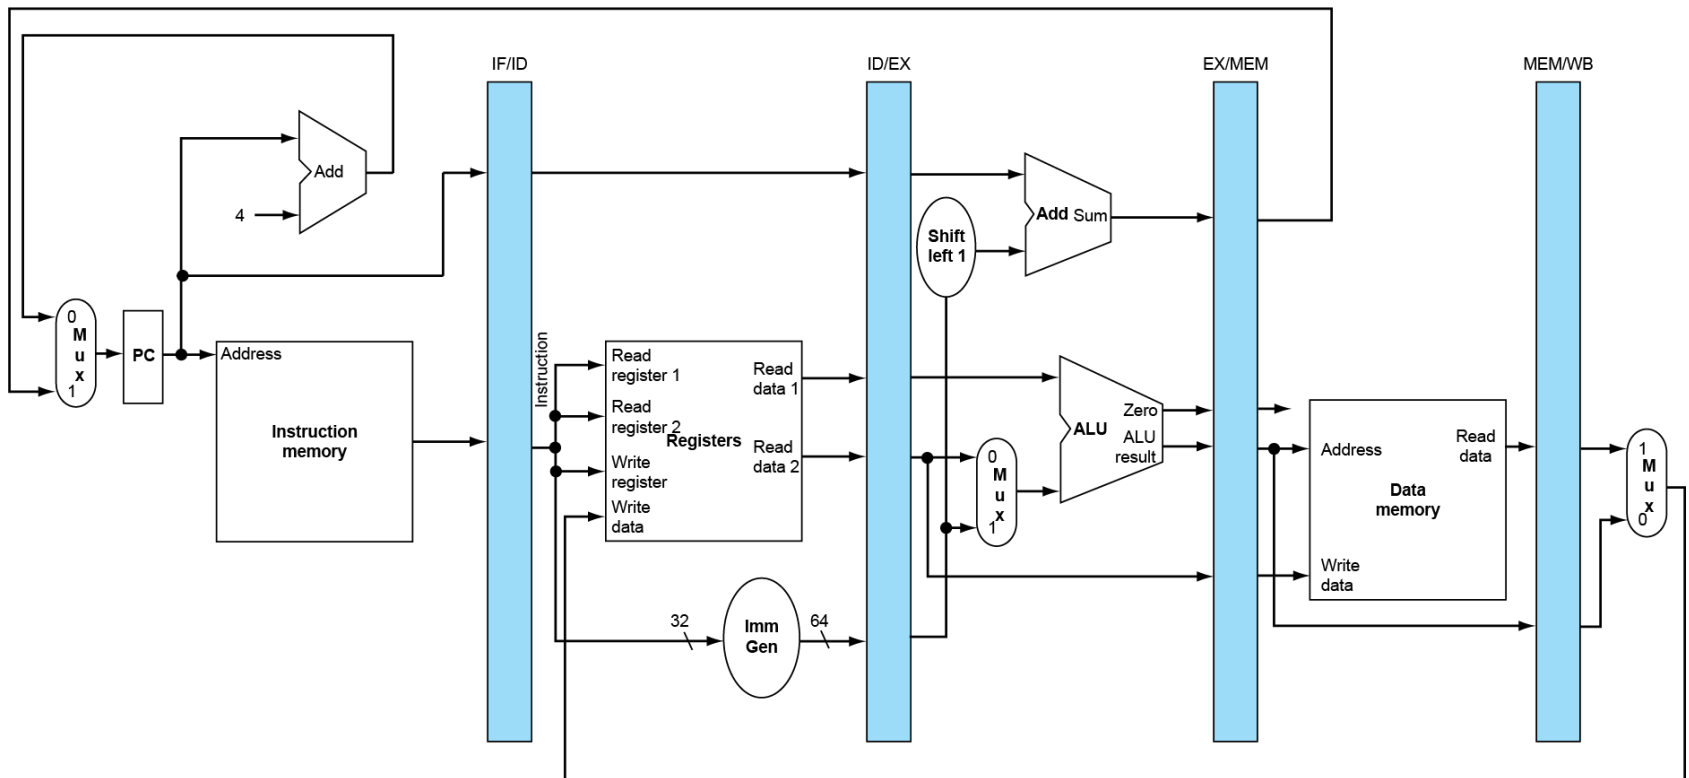 IF/ID
ID/EX
EX/MEM
MEM/WB
Add
4
Add Sum
Shift
left 1
0
M
u
x
1
PC
Address
Instruction
memory
Instruction
Read
register 1
Read
register 2
Write
register
Write
data
Registers
Read
data 1
Read
data 2
32
Imm
Gen
64
0
M
u
x
1
ALU
Zero
ALU
result
Address
Read
data
Data
memory
Write
data
1
M
u
x
0